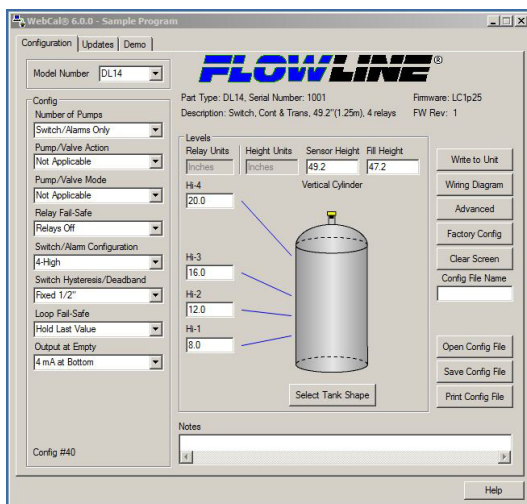 WebCal® 6.0.0 - Sample Program
Configuration Updates Demo
Model Number DL14
FLOWLINE®
Part Type: DL14, Serial Number: 1001 Firmware: LC1p25
Description: Switch, Cont & Trans, 49.2"(1.25m), 4 relays FW Rev: 1
Config
Number of Pumps
Switch/Alarms Only
Pump/Valve Action
Not Applicable
Pump/Valve Mode
Not Applicable
Relay Fail-Safe
Relays Off
Switch/Alarm Configuration
4-High
Switch Hysteresis/Deadband
Fixed 1/2"
Loop Fail-Safe
Hold Last Value
Output at Empty
4 mA at Bottom
Config #40
Levels
Relay Units Height Units Sensor Height Fill Height
Inches Inches 49.2 47.2
Hi-4 Vertical Cylinder
20.0
Hi-3
16.0
Hi-2
12.0
Hi-1
8.0
Select Tank Shape
Write to Unit
Wiring Diagram
Advanced
Factory Config
Clear Screen
Config File Name
Open Config File
Save Config File
Print Config File
Notes
Help